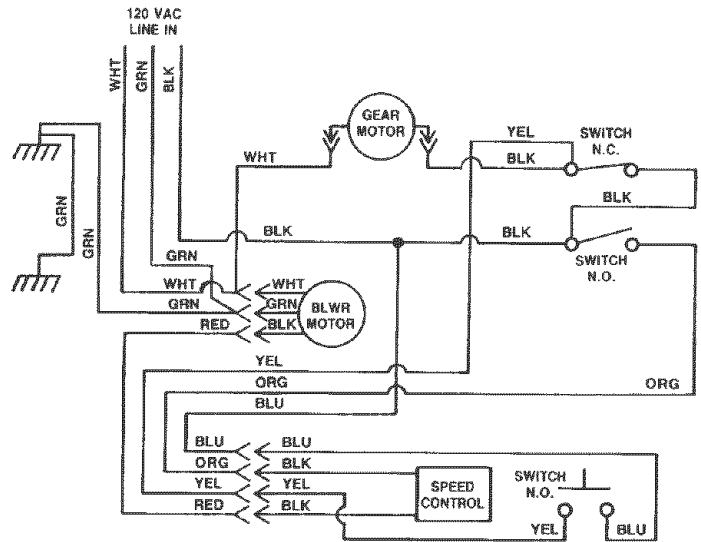 120 VAC
LINE IN
WHT
GRN
BLK
GEAR
MOTOR
YEL
SWITCH
N.C.
WHT
BLK
BLK
GRN
GRN
BLK
BLK
SWITCH
N.O.
GRN
WHT
WHT
GRN
GRN
BLWR
MOTOR
RED
BLK
YEL
ORG
ORG
BLU
BLU
BLU
ORG
BLK
YEL
YEL
RED
BLK
SPEED
CONTROL
SWITCH
N.O.
YEL
BLU